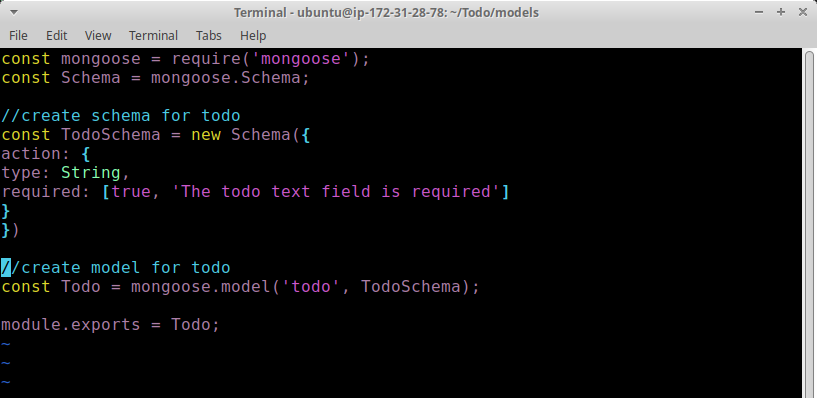 Terminal - ubuntu@ip-172-31-28-78: ~/Todo/models
File Edit View Terminal Tabs Help
const mongoose = require('mongoose');
const Schema = mongoose.Schema;
//create schema for todo
const TodoSchema = new Schema({
action: {
type: String,
required: [true, 'The todo text field is required']
}
})
//create model for todo
const Todo = mongoose.model('todo', TodoSchema);
module.exports = Todo;
~
~
~